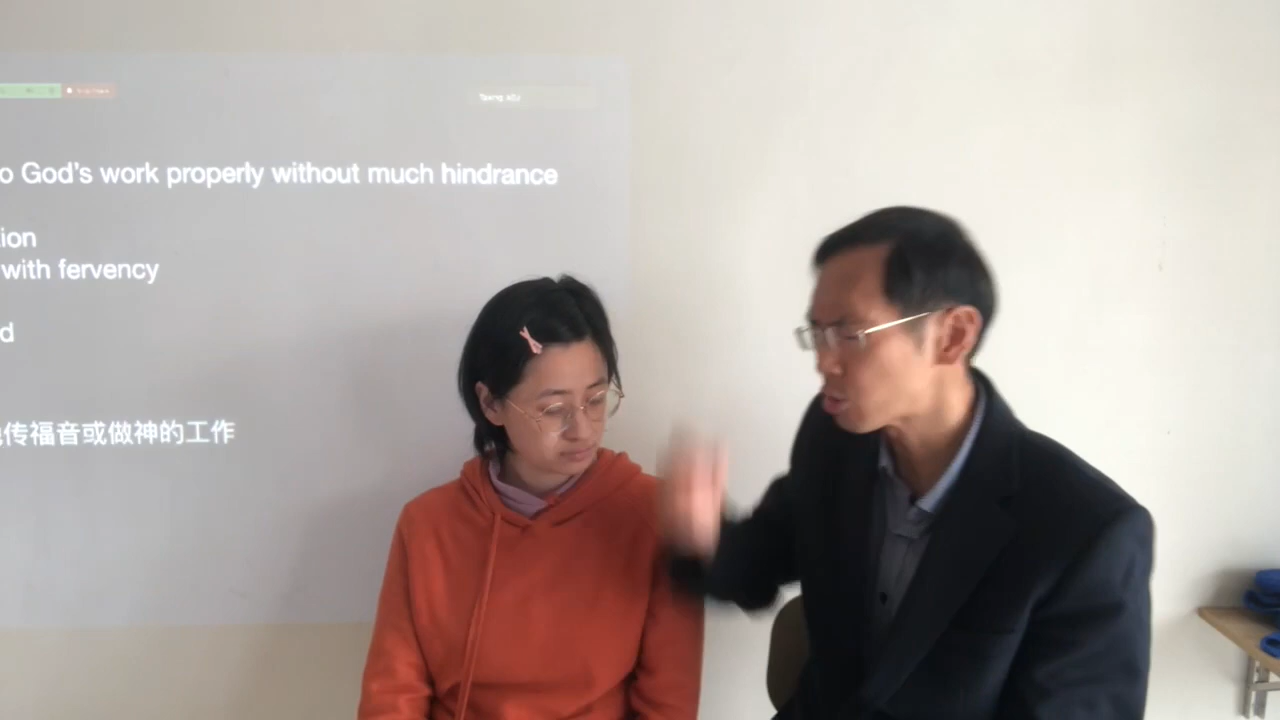 o God's work properly without much hindrance
ion
with fervency
d
传福音或做神的工作